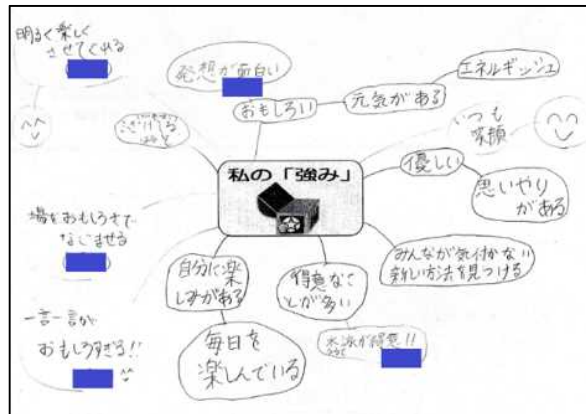 明るく楽しく
させてくれる
発想が面白い
おもしろい
元気がある
エネルギッシュ
いつも
笑顔
優しい
思いやり
がある
私の「強み」
場をおもしろさで
なじませる
自分に楽
しみがある
得意なこ
とが多い
みんなが気付かない
新しい方法を見つける
一言一言が
おもしろすぎる!!
毎日を
楽しんでいる
水泳が得意!!